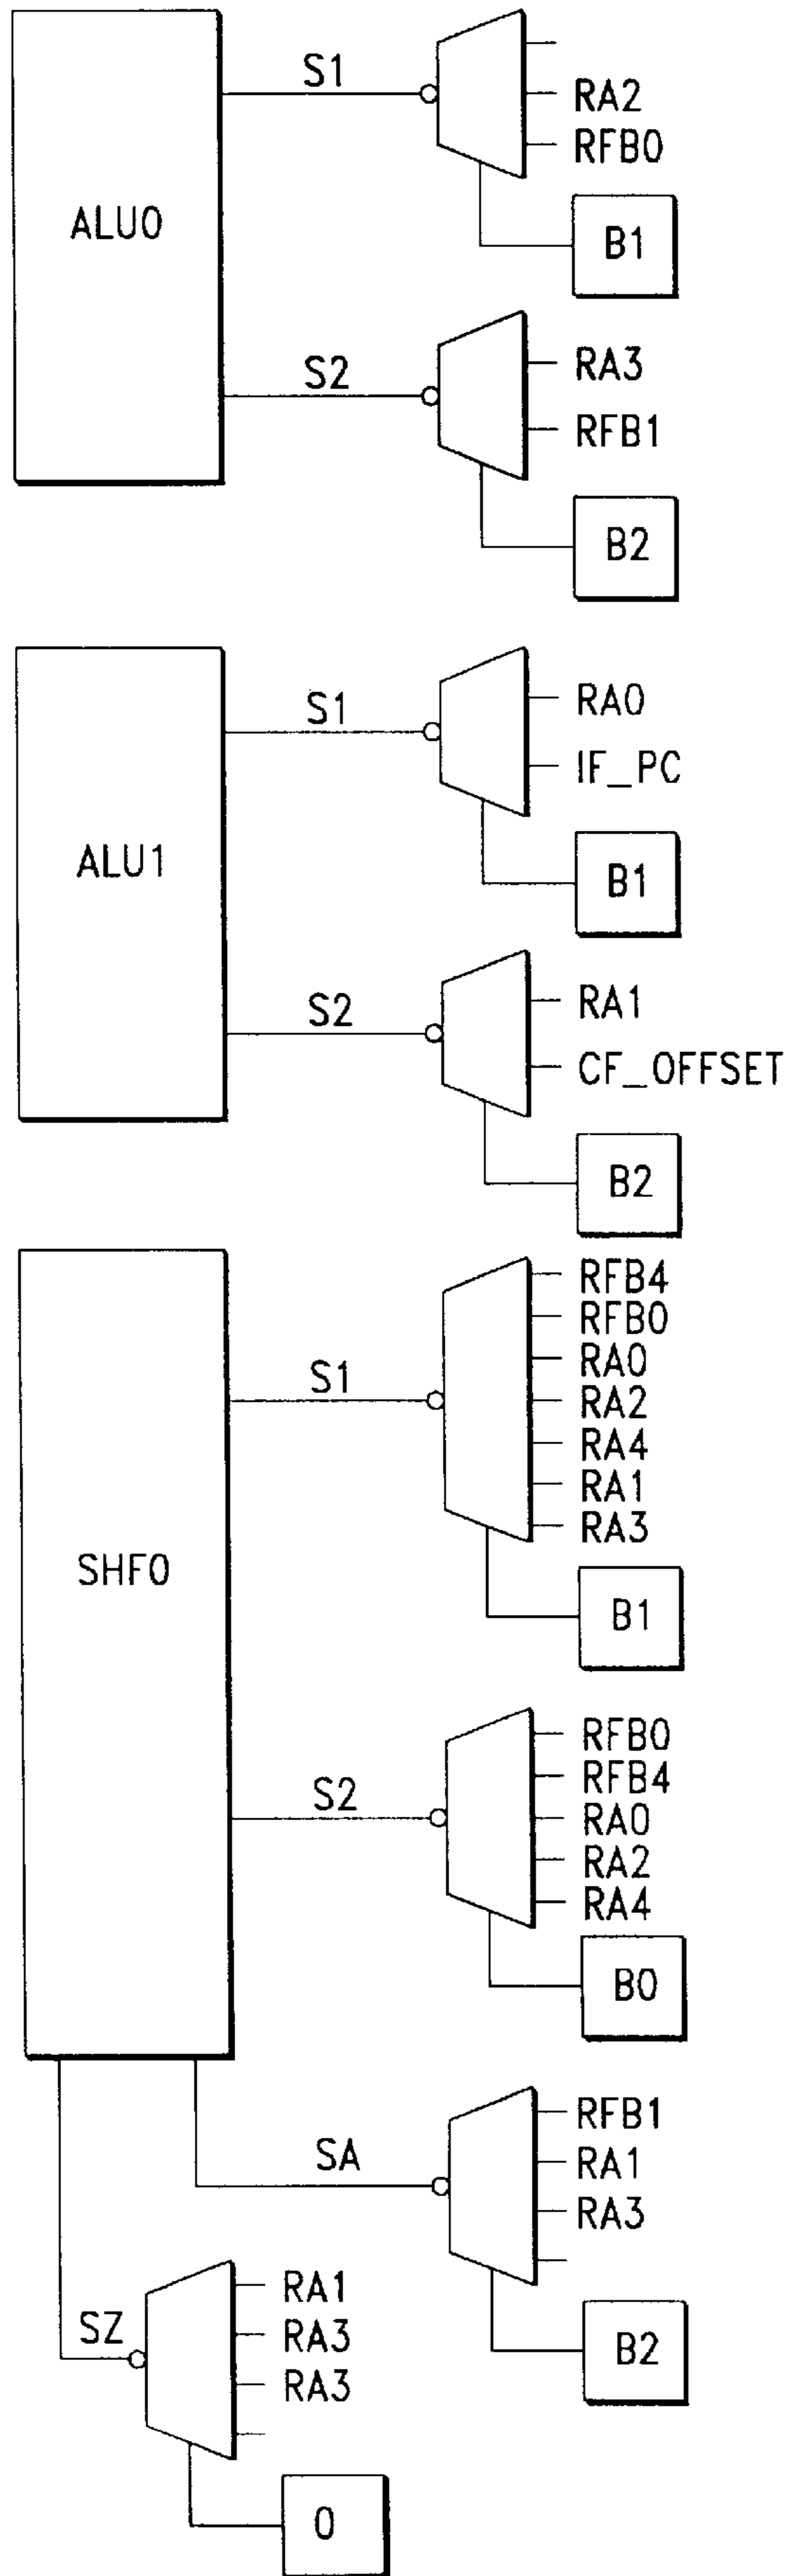 S1
RA2
RFB0
ALU0
B1
S2
RA3
RFB1
B2
S1
RA0
IF_PC
ALU1
B1
S2
RA1
CF_OFFSET
B2
RFB4
RFB0
RA0
S1
RA2
RA4
RA1
RA3
SHF0
B1
RFB0
RFB4
S2
RA0
RA2
RA4
B0
RFB1
SA
RA1
RA3
RA1
SZ
RA3
RA3
B2
0